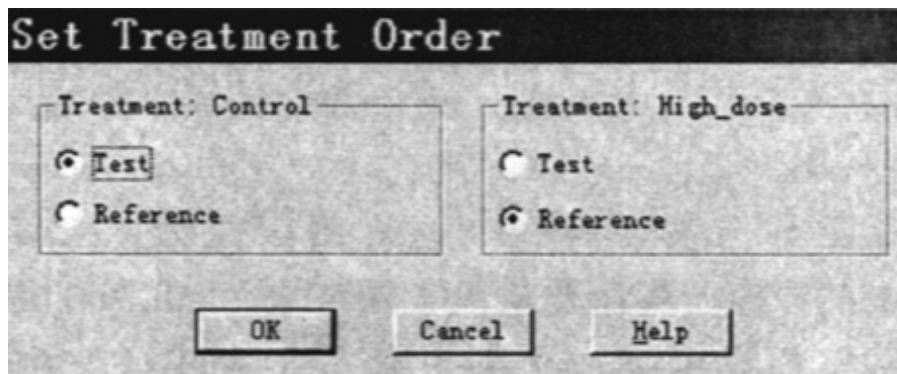 Set Treatment Order
Treatment: Control
Test
Reference
Treatment: High_dose
Test
Reference
OK
Cancel
Help